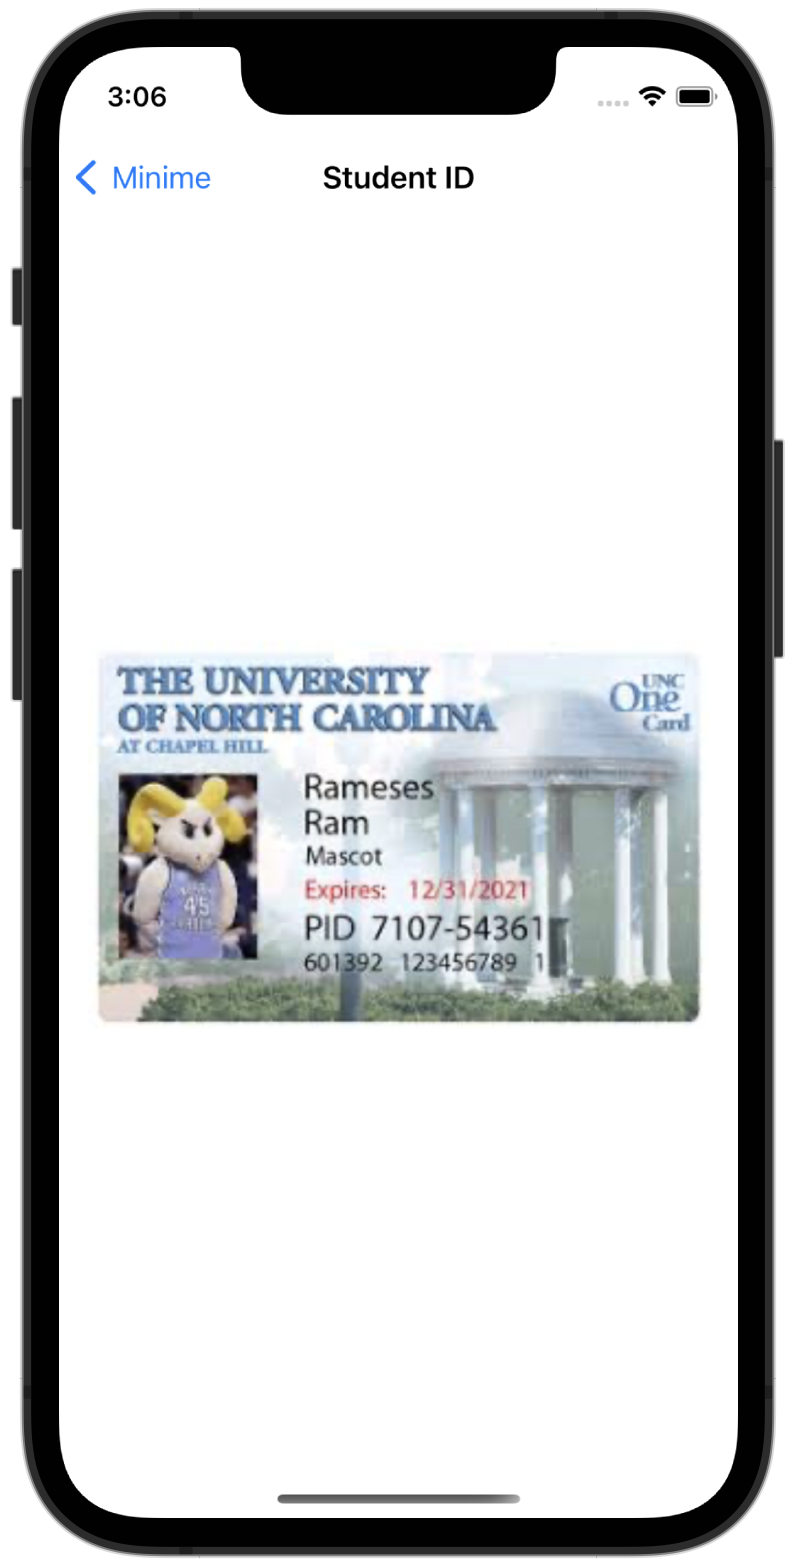 3:06
Minime
Student ID
THE UNIVERSITY
OF NORTH CAROLINA
AT CHAPEL HILL
UNC
One
Card
Rameses
Ram
Mascot
Expires: 12/31/2021
PID 7107-54361
601392 123456789 1
45